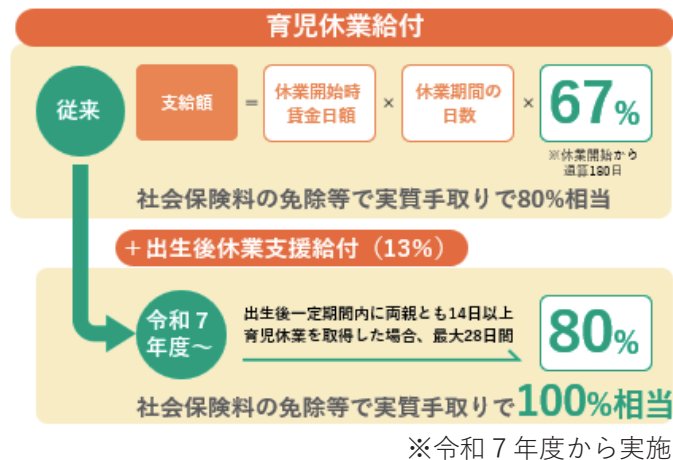 育児休業給付
従来
支給額 = 休業開始時賃金日額 × 休業期間の日数 × 67%
※休業開始から
通算180日
社会保険料の免除等で実質手取りで80%相当
+出生後休業支援給付（13%）
令和7
年度～
出生後一定期間内に両親とも14日以上
育児休業を取得した場合、最大28日間
80%
社会保険料の免除等で実質手取りで100%相当
※令和７年度から実施